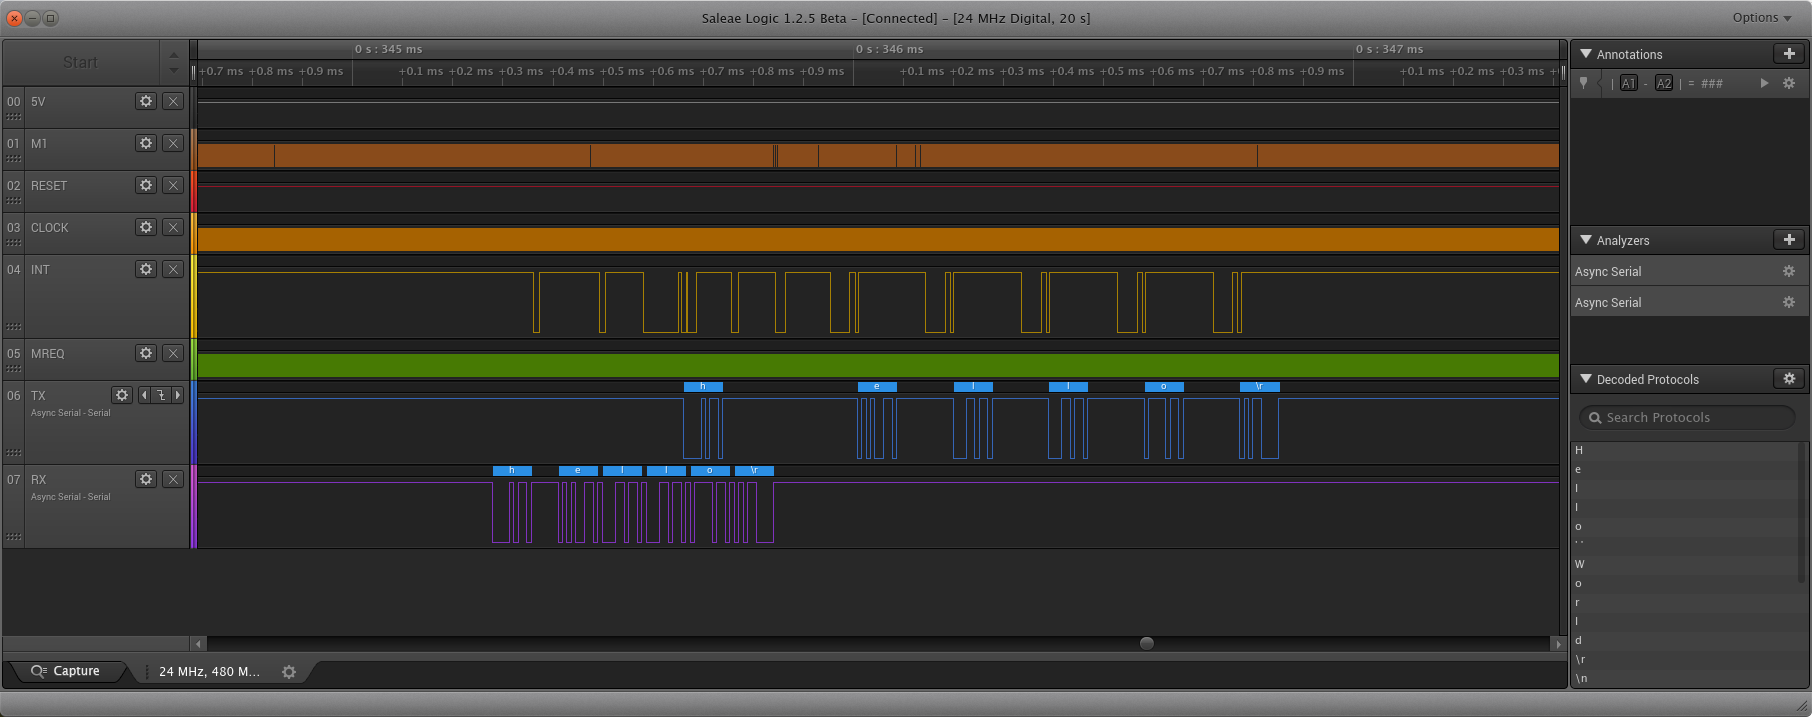 Saleae Logic 1.2.5 Beta - [Connected] - [24 MHz Digital, 20 s]
Options
Start
0 s : 345 ms
0 s : 346 ms
0 s : 347 ms
+0.7 ms +0.8 ms +0.9 ms
+0.1 ms +0.2 ms +0.3 ms +0.4 ms +0.5 ms +0.6 ms +0.7 ms +0.8 ms +0.9 ms
+0.1 ms +0.2 ms +0.3 ms +0.4 ms +0.5 ms +0.6 ms +0.7 ms +0.8 ms +0.9 ms
+0.1 ms +0.2 ms +0.3 ms
00 5V
01 M1
02 RESET
03 CLOCK
04 INT
05 MREQ
06 TX
Async Serial - Serial
h e l l o \r
07 RX
Async Serial - Serial
h e l l o \r
Capture
24 MHz, 480 M...
Annotations
| A1 - A2 | = ###
Analyzers
Async Serial
Async Serial
Decoded Protocols
Search Protocols
H
e
l
l
o
' '
W
o
r
l
d
\r
\n